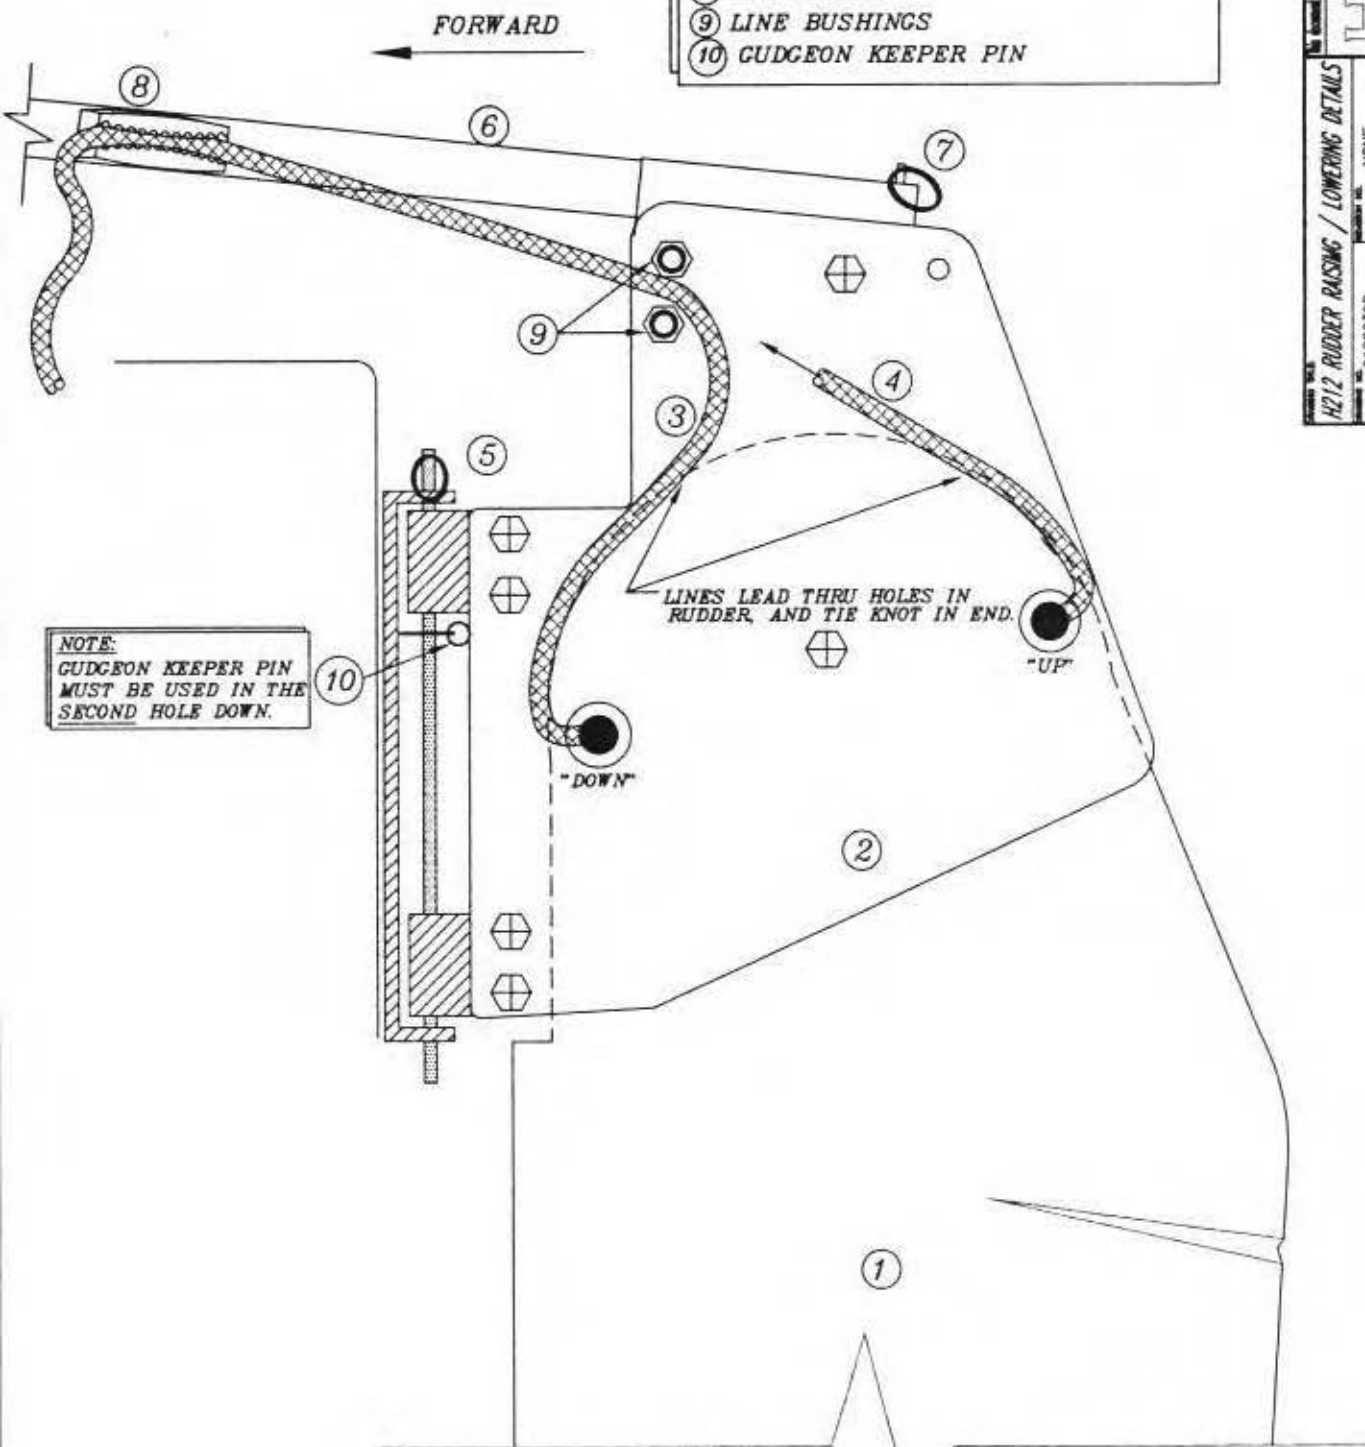 FORWARD
9 LINE BUSHINGS
10 GUDGEON KEEPER PIN
8
6
7
9
4
3
5
LINES LEAD THRU HOLES IN
RUDDER, AND TIE KNOT IN END.
"UP"
NOTE:
GUDGEON KEEPER PIN
MUST BE USED IN THE
SECOND HOLE DOWN.
10
"DOWN"
2
1
H212 RUDDER RAISING / LOWERING DETAILS